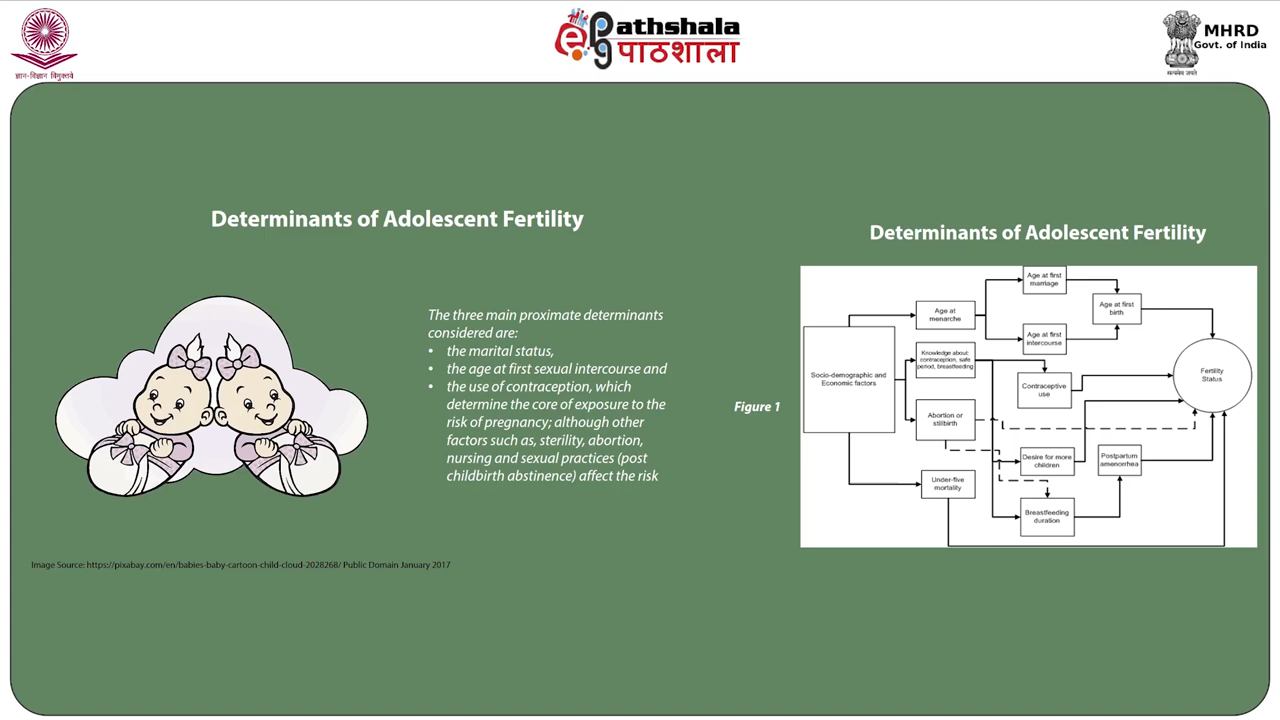 ज्ञान-विज्ञान विमुक्तये
e
pg
Pathshala
पाठशाला
MHRD
Govt. of India
सत्यमेव जयते
Determinants of Adolescent Fertility
The three main proximate determinants
considered are:
• the marital status,
• the age at first sexual intercourse and
• the use of contraception, which
determine the core of exposure to the
risk of pregnancy; although other
factors such as, sterility, abortion,
nursing and sexual practices (post
childbirth abstinence) affect the risk
Image Source: https://pixabay.com/en/babies-baby-cartoon-child-cloud-2028268/ Public Domain January 2017
Figure 1
Determinants of Adolescent Fertility
Socio-demographic and
Economic factors
Age at
menarche
Knowledge about:
contraception, safe
period, breastfeeding
Abortion or
stillbirth
Under-five
mortality
Age at first
marriage
Age at first
intercourse
Contraceptive
use
Desire for more
children
Breastfeeding
duration
Age at first
birth
Postpartum
amenorrhea
Fertility
Status